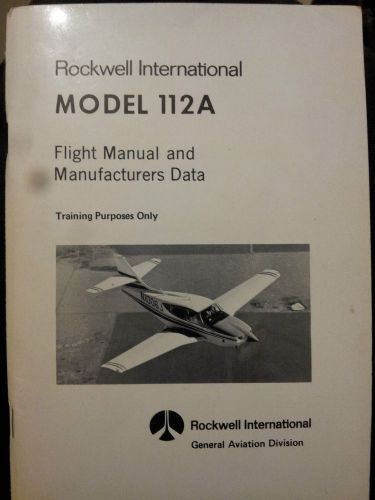 Rockwell International
MODEL 112A
Flight Manual and
Manufacturers Data
Training Purposes Only
Rockwell International
General Aviation Division